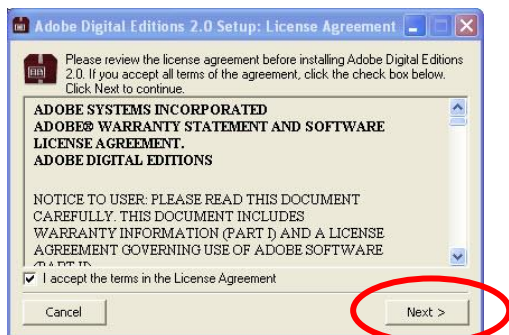 Adobe Digital Editions 2.0 Setup: License Agreement
Please review the license agreement before installing Adobe Digital Editions
2.0. If you accept all terms of the agreement, click the check box below.
Click Next to continue.
ADOBE SYSTEMS INCORPORATED
ADOBE® WARRANTY STATEMENT AND SOFTWARE
LICENSE AGREEMENT.
ADOBE DIGITAL EDITIONS
NOTICE TO USER: PLEASE READ THIS DOCUMENT
CAREFULLY. THIS DOCUMENT INCLUDES
WARRANTY INFORMATION (PART I) AND A LICENSE
AGREEMENT GOVERNING USE OF ADOBE SOFTWARE
I accept the terms in the License Agreement
Cancel
Next >